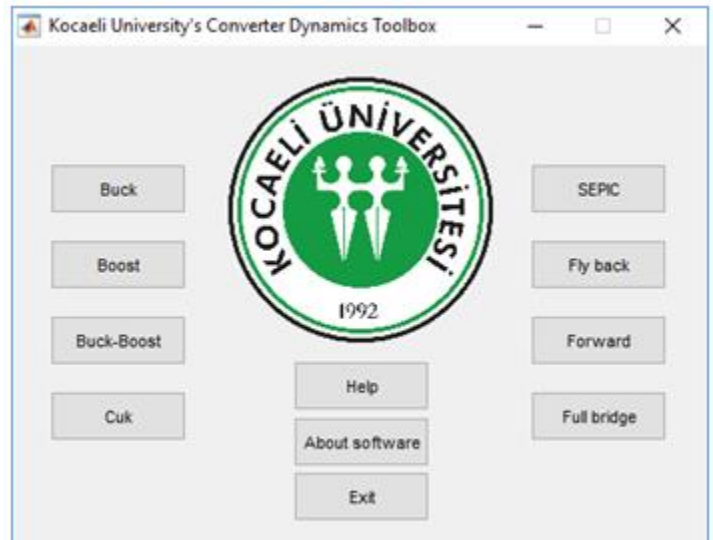 Kocaeli University's Converter Dynamics Toolbox
KOCAELİ ÜNİVERSİTESİ
1992
Buck
Boost
Buck-Boost
Cuk
SEPIC
Fly back
Forward
Full bridge
Help
About software
Exit